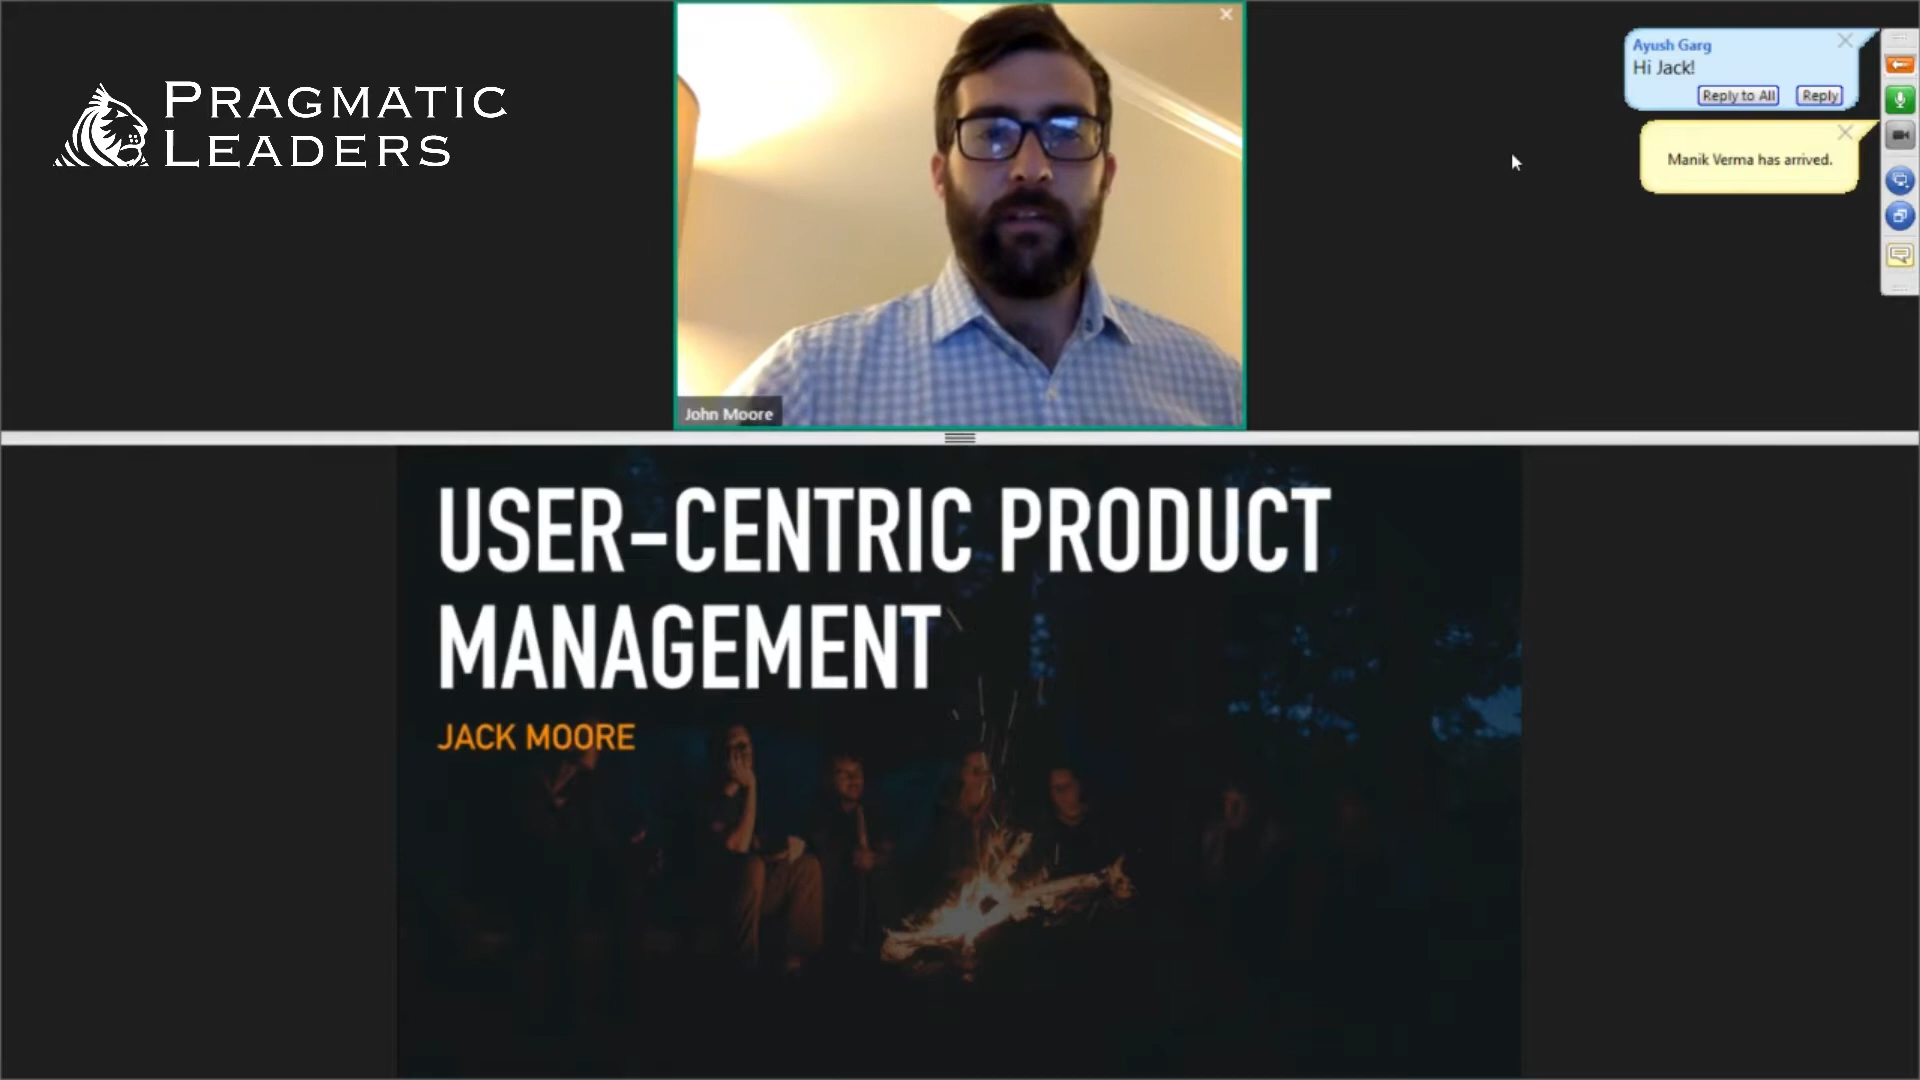 PRAGMATIC
LEADERS
John Moore
Ayush Garg
Hi Jack!
Reply to All Reply
Manik Verma has arrived.
USER-CENTRIC PRODUCT
MANAGEMENT
JACK MOORE